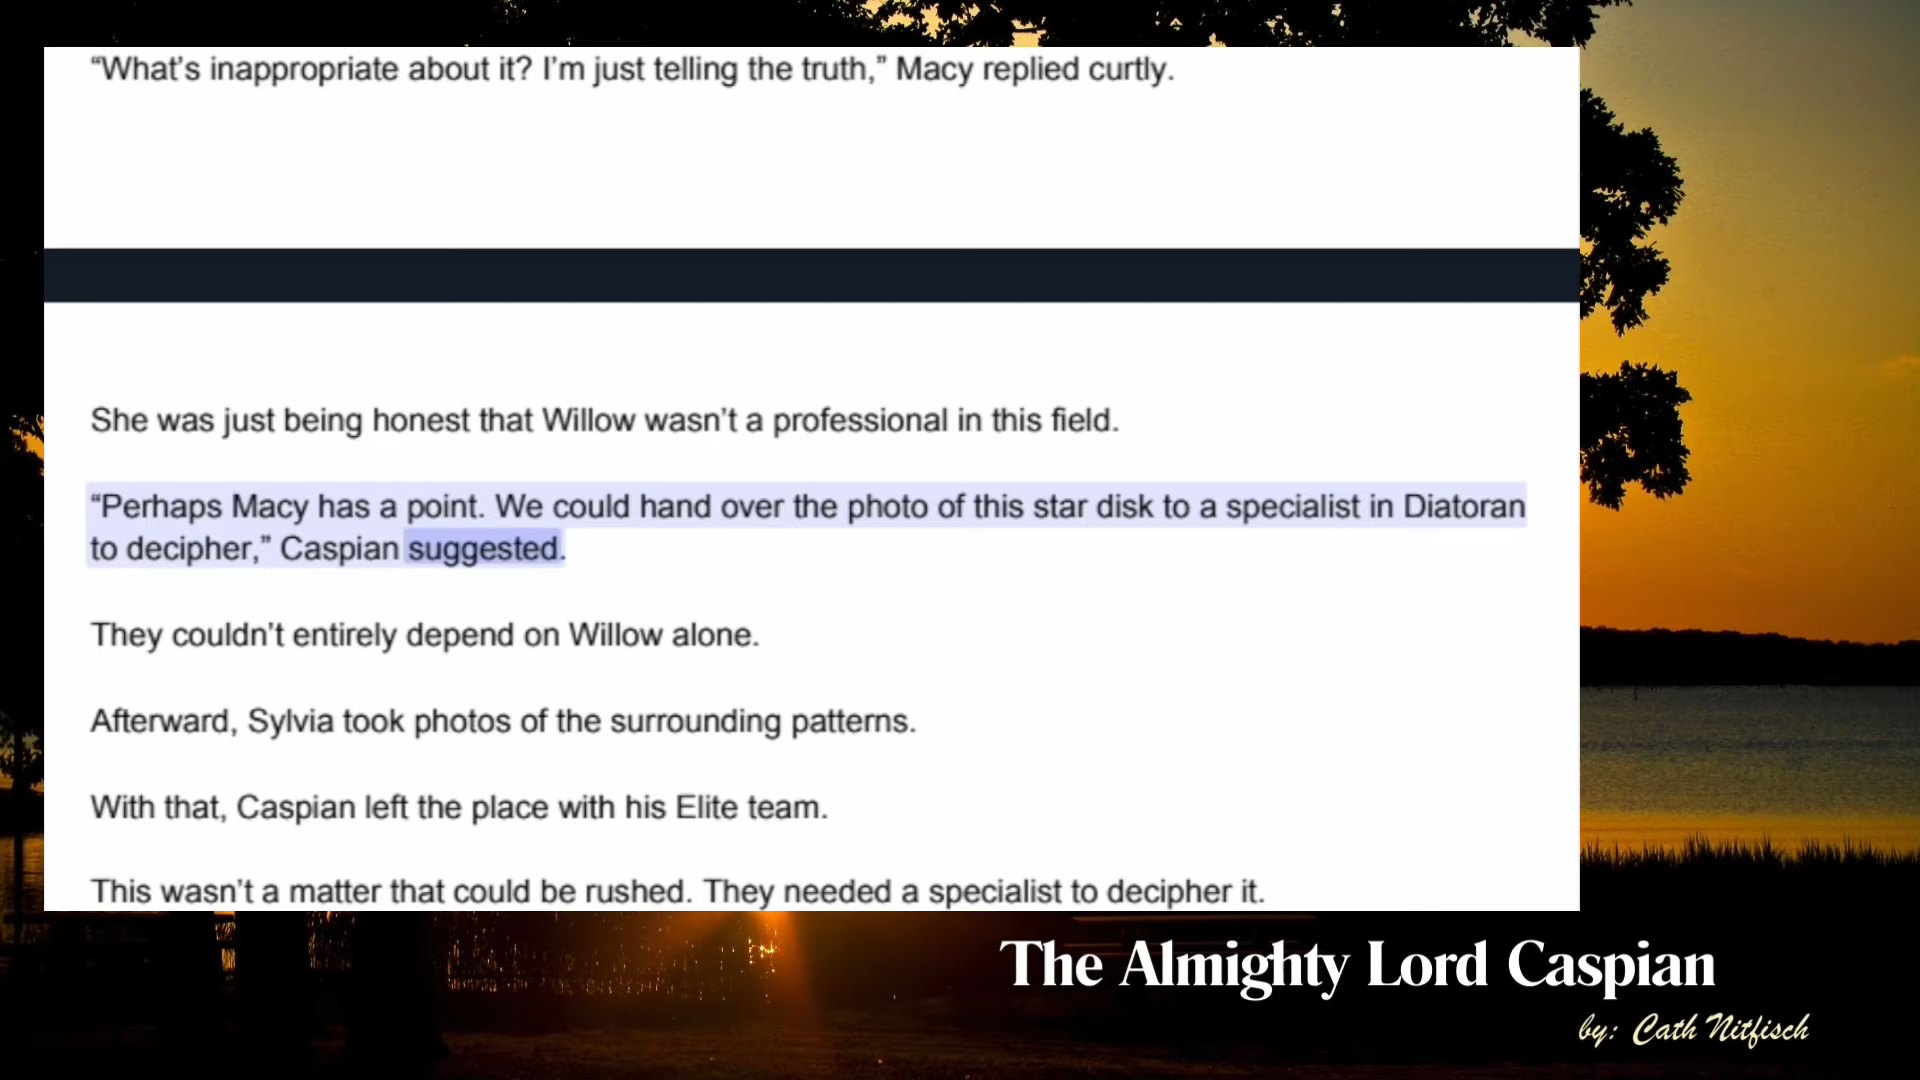 “What’s inappropriate about it? I’m just telling the truth,” Macy replied curtly.
She was just being honest that Willow wasn’t a professional in this field.
“Perhaps Macy has a point. We could hand over the photo of this star disk to a specialist in Diatoran
to decipher,” Caspian suggested.
They couldn’t entirely depend on Willow alone.
Afterward, Sylvia took photos of the surrounding patterns.
With that, Caspian left the place with his Elite team.
This wasn’t a matter that could be rushed. They needed a specialist to decipher it.
The Almighty Lord Caspian
by: Cath Nitfisch